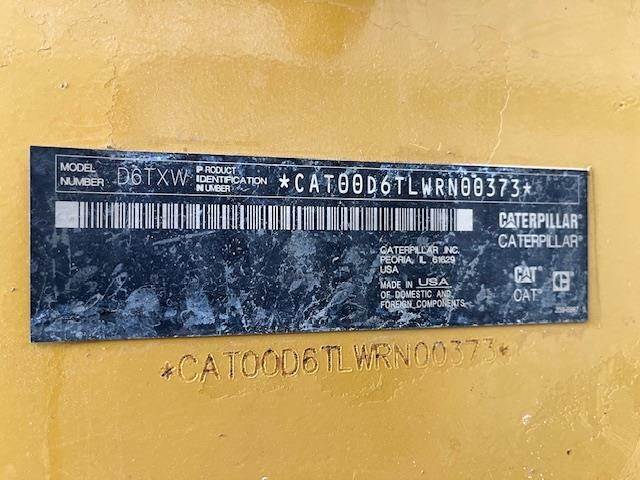 MODEL NUMBER D6TXW PRODUCT IDENTIFICATION NUMBER *CAT00D6TLWRN00373*
CATERPILLAR®
CATERPILLAR®
CATERPILLAR INC.
PEORIA, IL 61629
USA
MADE IN USA
OF DOMESTIC AND
FOREIGN COMPONENTS
CAT
CAT
*CAT00D6TLWRN00373*